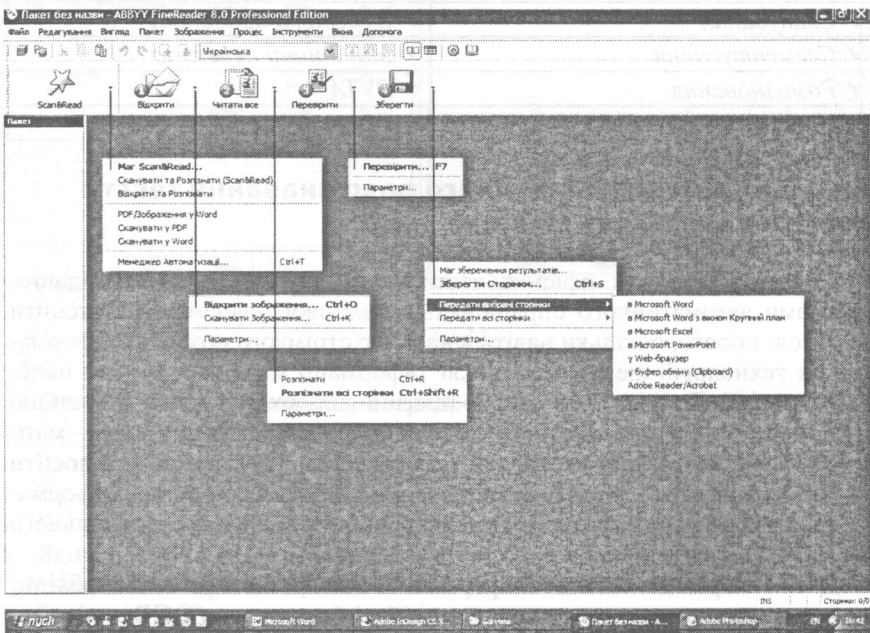 Пакет без назви - ABBYY FineReader 8.0 Professional Edition
Файл Редагування Вигляд Пакет Зображення Процес Інструменти Вікна Допомога
Українська
Scan&Read Відкрити Читати все Перевірити Зберегти
Пакет
Маг Scan&Read...
Сканувати та Розпізнати (Scan&Read)
Відкрити та Розпізнати
PDF/Зображення у Word
Сканувати у PDF
Сканувати у Word
Менеджер Автоматизації... Ctrl+T
Перевірити... F7
Параметри...
Відкрити зображення... Ctrl+O
Сканувати Зображення... Ctrl+K
Параметри...
Розпізнати Ctrl+R
Розпізнати всі сторінки Ctrl+Shift+R
Параметри...
Маг збереження результатів...
Зберегти Сторінки... Ctrl+S
Передати вибрані сторінки
Передати всі сторінки
Параметри...
в Microsoft Word
в Microsoft Word з вікном Крупний план
в Microsoft Excel
в Microsoft PowerPoint
у Web-браузер
у буфер обміну (Clipboard)
Adobe Reader/Acrobat
INS Сторінки: 0/0
пуск Microsoft Word Adobe InDesign CS Пакет без назви - A... Adobe Photoshop EN 16:42